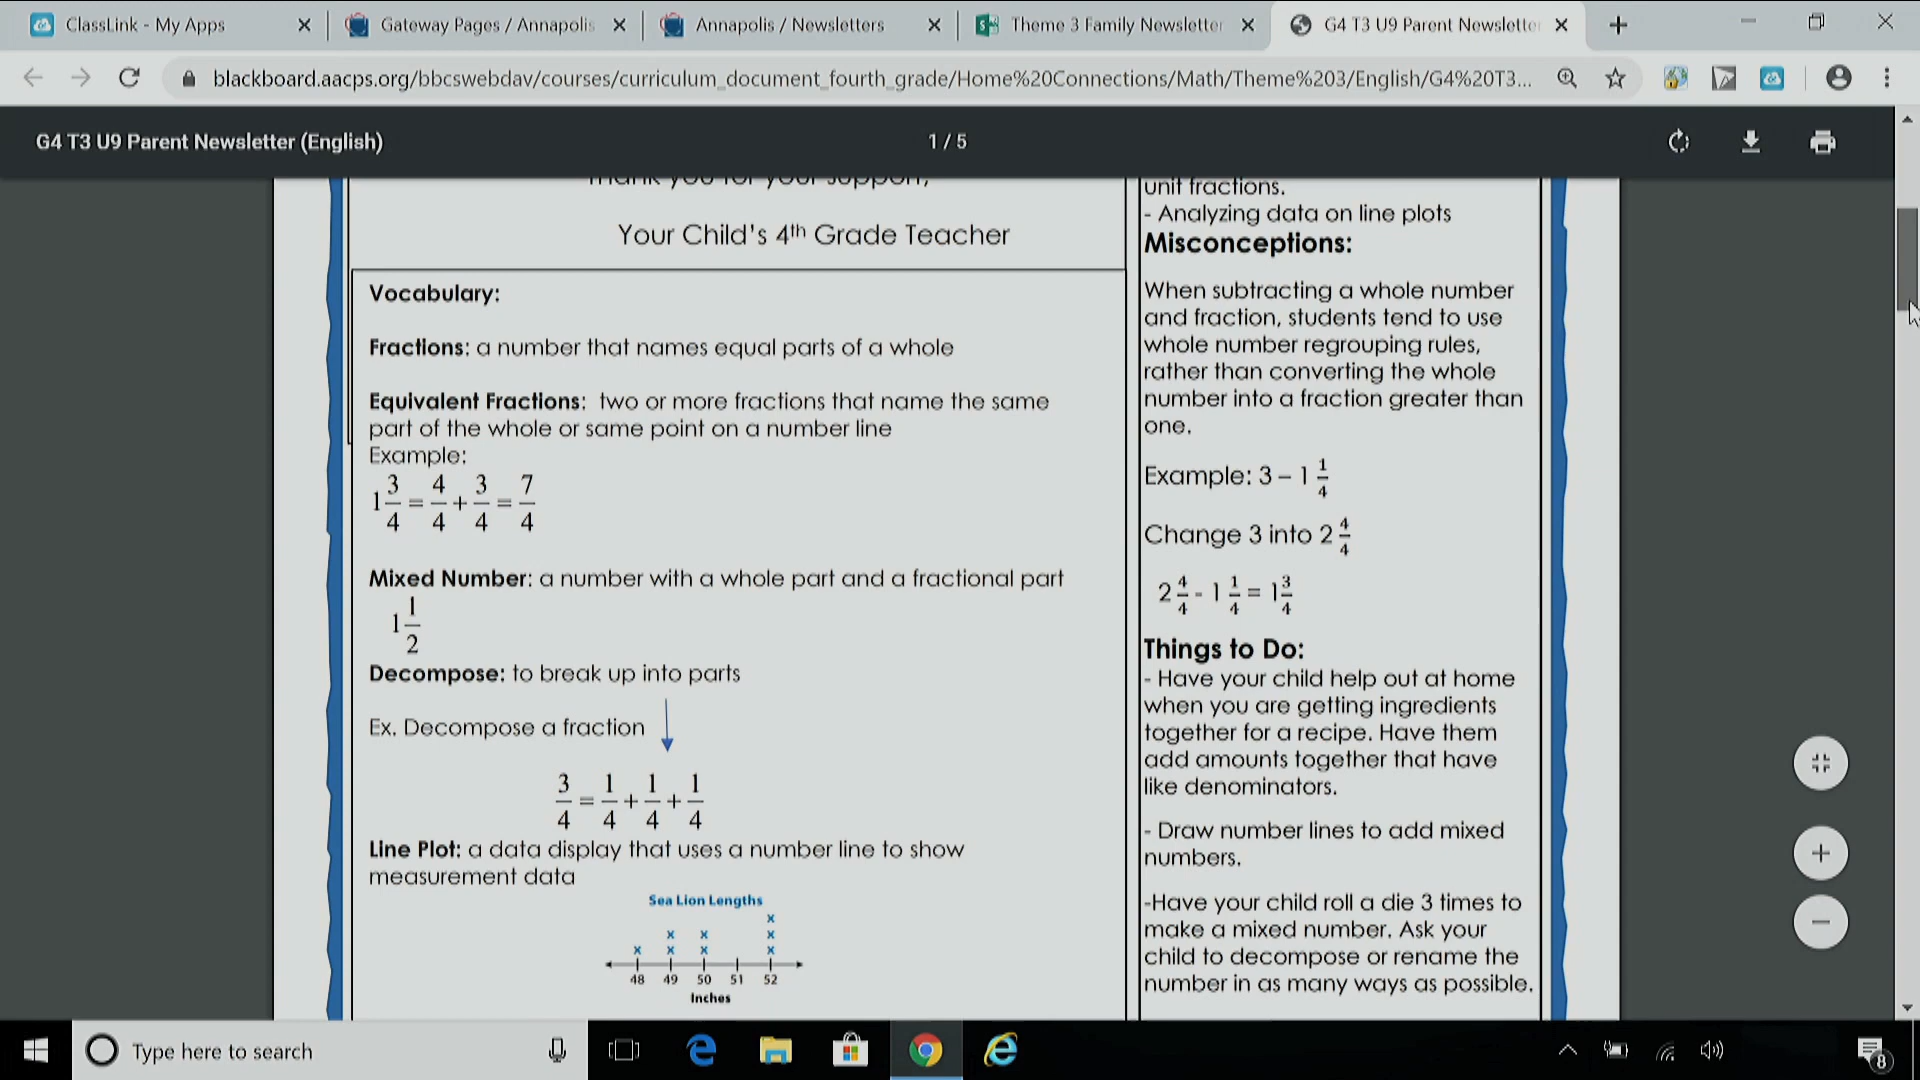 ClassLink - My Apps
Gateway Pages / Annapolis
Annapolis / Newsletters
Theme 3 Family Newsletter
G4 T3 U9 Parent Newsletter
blackboard.aacps.org/bbcswebdav/courses/curriculum_document_fourth_grade/Home%20Connections/Math/Theme%203/English/G4%20T3...
G4 T3 U9 Parent Newsletter (English)
1 / 5
Thank you for your support,
Your Child's 4th Grade Teacher
Vocabulary:
Fractions: a number that names equal parts of a whole
Equivalent Fractions: two or more fractions that name the same
part of the whole or same point on a number line
Example:
1 3/4 = 4/4 + 3/4 = 7/4
Mixed Number: a number with a whole part and a fractional part
1 1/2
Decompose: to break up into parts
Ex. Decompose a fraction
3/4 = 1/4 + 1/4 + 1/4
Line Plot: a data display that uses a number line to show
measurement data
Sea Lion Lengths
x
x x x
x x x x
48 49 50 51 52
Inches
unit fractions.
- Analyzing data on line plots
Misconceptions:
When subtracting a whole number
and fraction, students tend to use
whole number regrouping rules,
rather than converting the whole
number into a fraction greater than
one.
Example: 3 – 1 1/4
Change 3 into 2 4/4
2 4/4 - 1 1/4 = 1 3/4
Things to Do:
- Have your child help out at home
when you are getting ingredients
together for a recipe. Have them
add amounts together that have
like denominators.
- Draw number lines to add mixed
numbers.
-Have your child roll a die 3 times to
make a mixed number. Ask your
child to decompose or rename the
number in as many ways as possible.
Type here to search
8